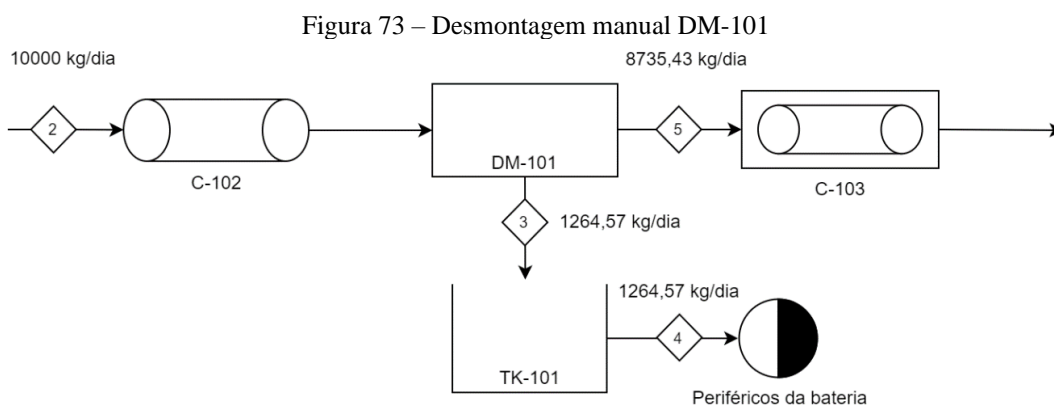 Figura 73 – Desmontagem manual DM-101
10000 kg/dia
8735,43 kg/dia
2
5
DM-101
C-102
C-103
3
1264,57 kg/dia
1264,57 kg/dia
4
TK-101
Periféricos da bateria